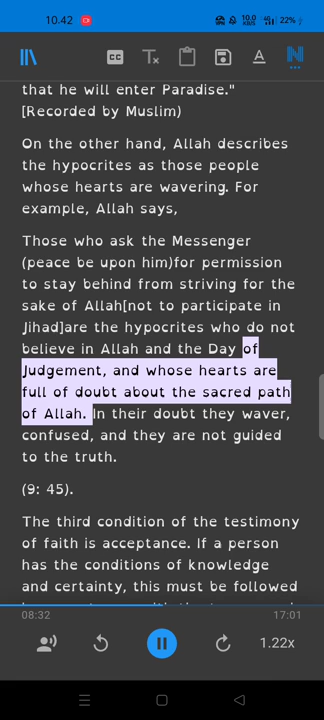 10.42
10.0
KB/S
4G
22%
CC
T×
A
N
that he will enter Paradise."
[Recorded by Muslim)
On the other hand, Allah describes
the hypocrites as those people
whose hearts are wavering. For
example, Allah says,
Those who ask the Messenger
(peace be upon him)for permission
to stay behind from striving for the
sake of Allah[not to participate in
Jihad]are the hypocrites who do not
believe in Allah and the Day of
Judgement, and whose hearts are
full of doubt about the sacred path
of Allah. In their doubt they waver,
confused, and they are not guided
to the truth.
(9: 45).
The third condition of the testimony
of faith is acceptance. If a person
has the conditions of knowledge
and certainty, this must be followed
08:32
17:01
1.22x